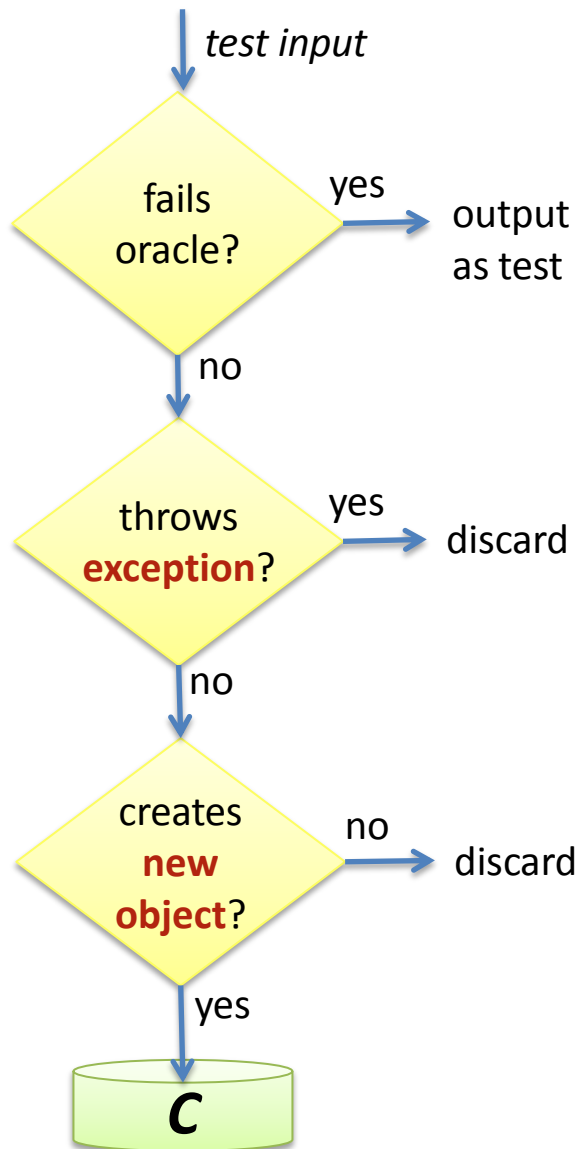 test input
fails
oracle?
yes
output
as test
no
throws
exception?
yes
discard
no
creates
new
object?
no
discard
yes
C